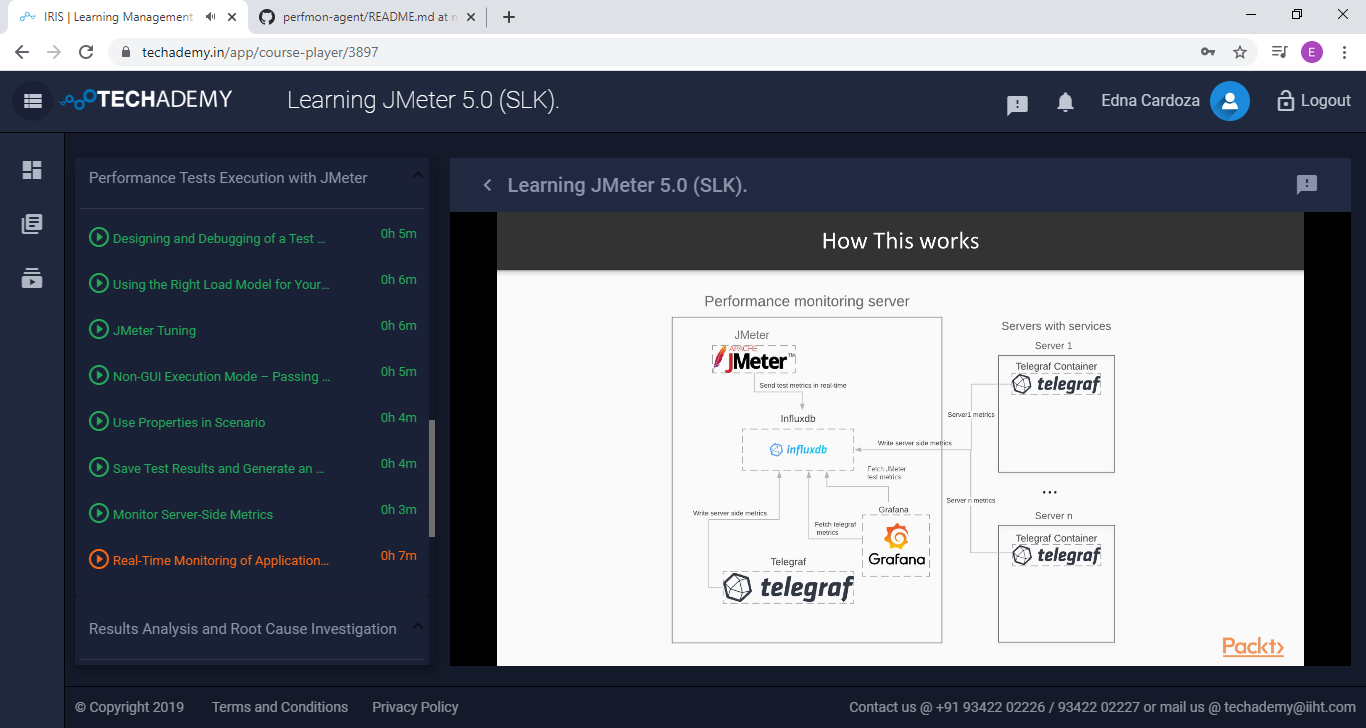 IRIS | Learning Management
perfmon-agent/README.md at n
techademy.in/app/course-player/3897
E
TECHADEMY
Learning JMeter 5.0 (SLK).
Edna Cardoza
Logout
Performance Tests Execution with JMeter
Designing and Debugging of a Test ... 0h 5m
Using the Right Load Model for Your... 0h 6m
JMeter Tuning 0h 6m
Non-GUI Execution Mode – Passing ... 0h 5m
Use Properties in Scenario 0h 4m
Save Test Results and Generate an ... 0h 4m
Monitor Server-Side Metrics 0h 3m
Real-Time Monitoring of Application... 0h 7m
Results Analysis and Root Cause Investigation
Learning JMeter 5.0 (SLK).
How This works
Performance monitoring server
JMeter
APACHE
JMeter™
Send test metrics in real-time
Influxdb
influxdb
Write server side metrics
Fetch JMeter
test metrics
Grafana
Grafana
Fetch telegraf
metrics
Write server side metrics
Telegraf
telegraf
Servers with services
Server 1
Telegraf Container
telegraf
Server1 metrics
Server n metrics
...
Server n
Telegraf Container
telegraf
Packt>
© Copyright 2019 Terms and Conditions Privacy Policy
Contact us @ +91 93422 02226 / 93422 02227 or mail us @ techademy@iiht.com